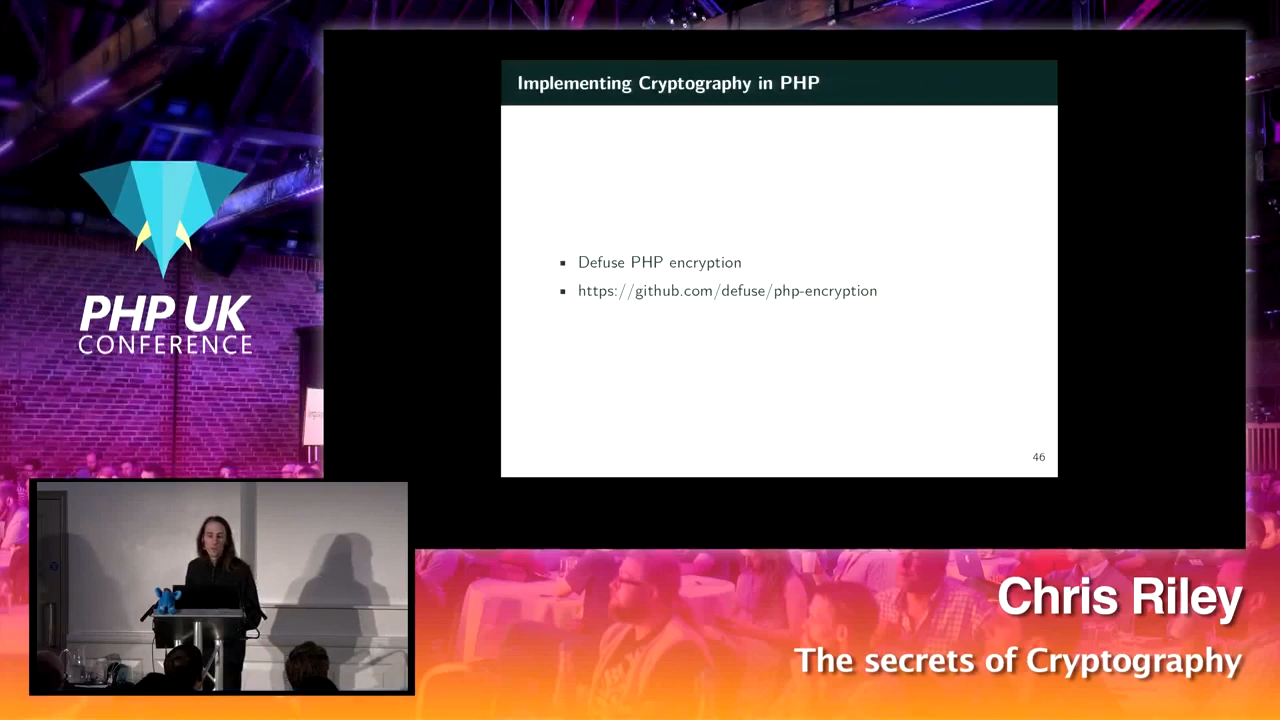 Implementing Cryptography in PHP
▪ Defuse PHP encryption
▪ https://github.com/defuse/php-encryption
46
PHP UK
CONFERENCE
Chris Riley
The secrets of Cryptography